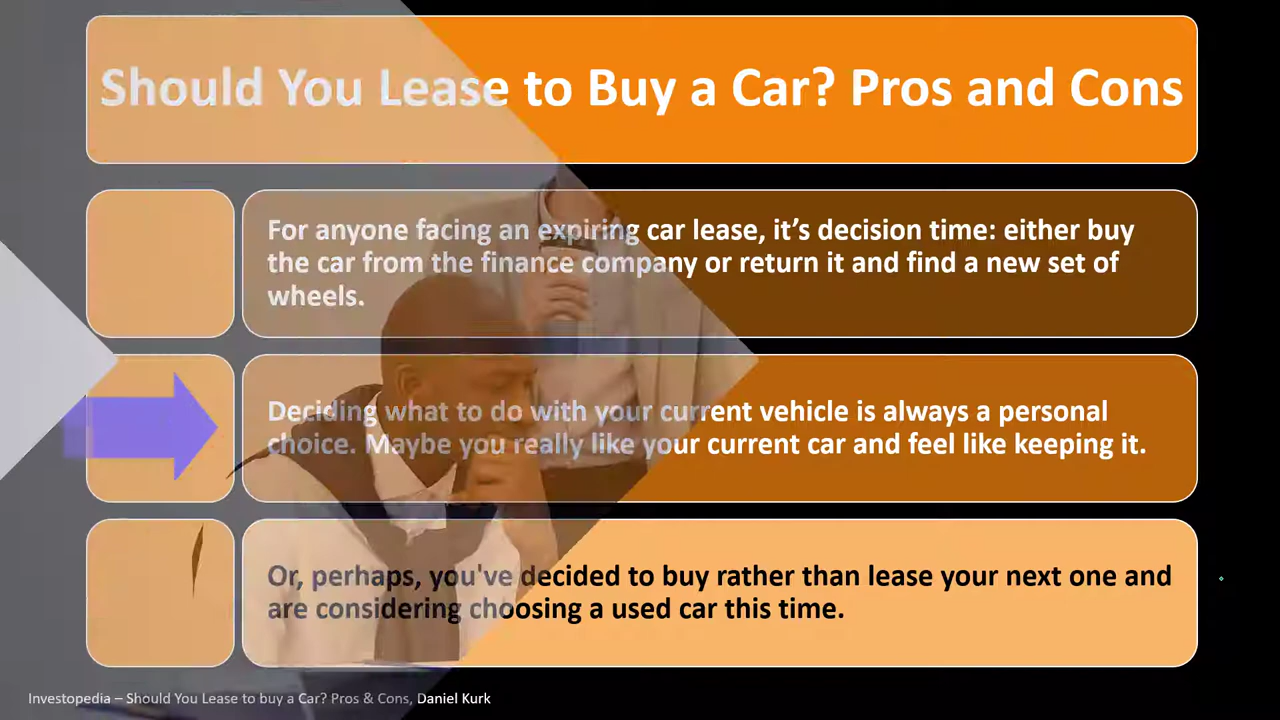 Should You Lease to Buy a Car? Pros and Cons
For anyone facing an expiring car lease, it’s decision time: either buy
the car from the finance company or return it and find a new set of
wheels.
Deciding what to do with your current vehicle is always a personal
choice. Maybe you really like your current car and feel like keeping it.
Or, perhaps, you've decided to buy rather than lease your next one and
are considering choosing a used car this time.
Investopedia – Should You Lease to buy a Car? Pros & Cons, Daniel Kurk